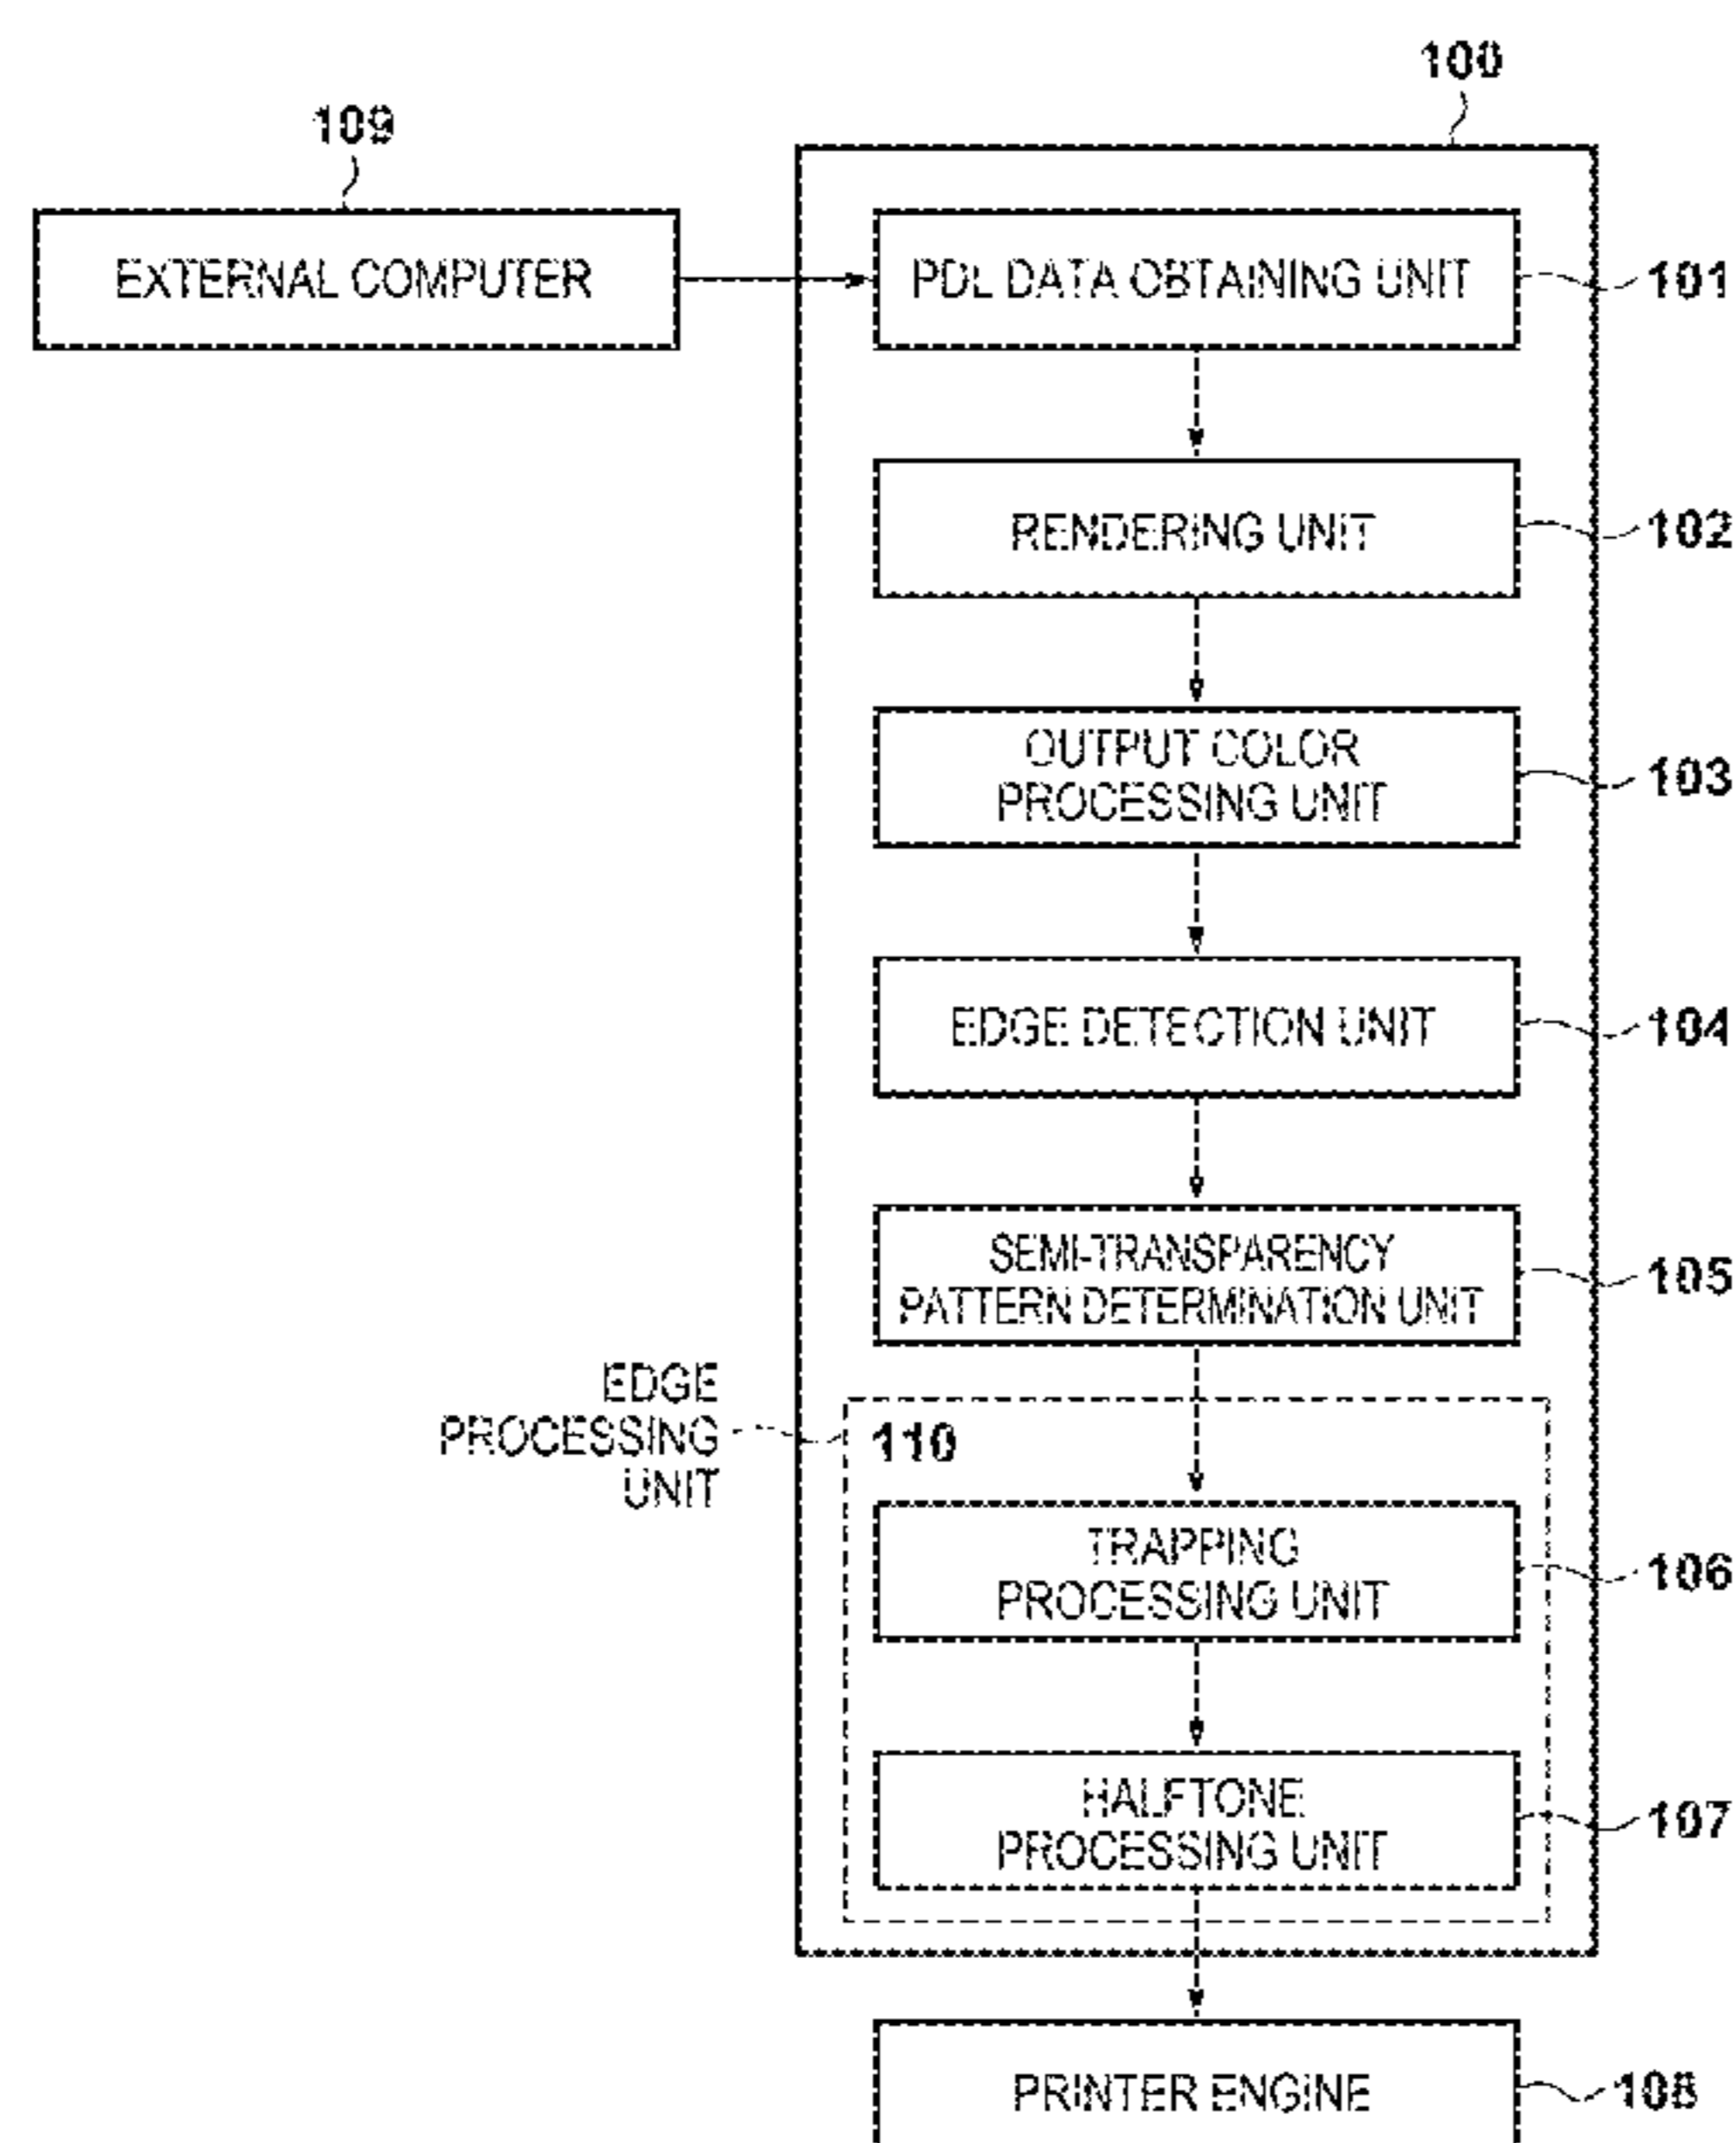 100
109
EXTERNAL COMPUTER
PDL DATA OBTAINING UNIT
101
RENDERING UNIT
102
OUTPUT COLOR
PROCESSING UNIT
103
EDGE DETECTION UNIT
104
SEMI-TRANSPARENCY
PATTERN DETERMINATION UNIT
105
EDGE
PROCESSING
UNIT
110
TRAPPING
PROCESSING UNIT
106
HALFTONE
PROCESSING UNIT
107
PRINTER ENGINE
108